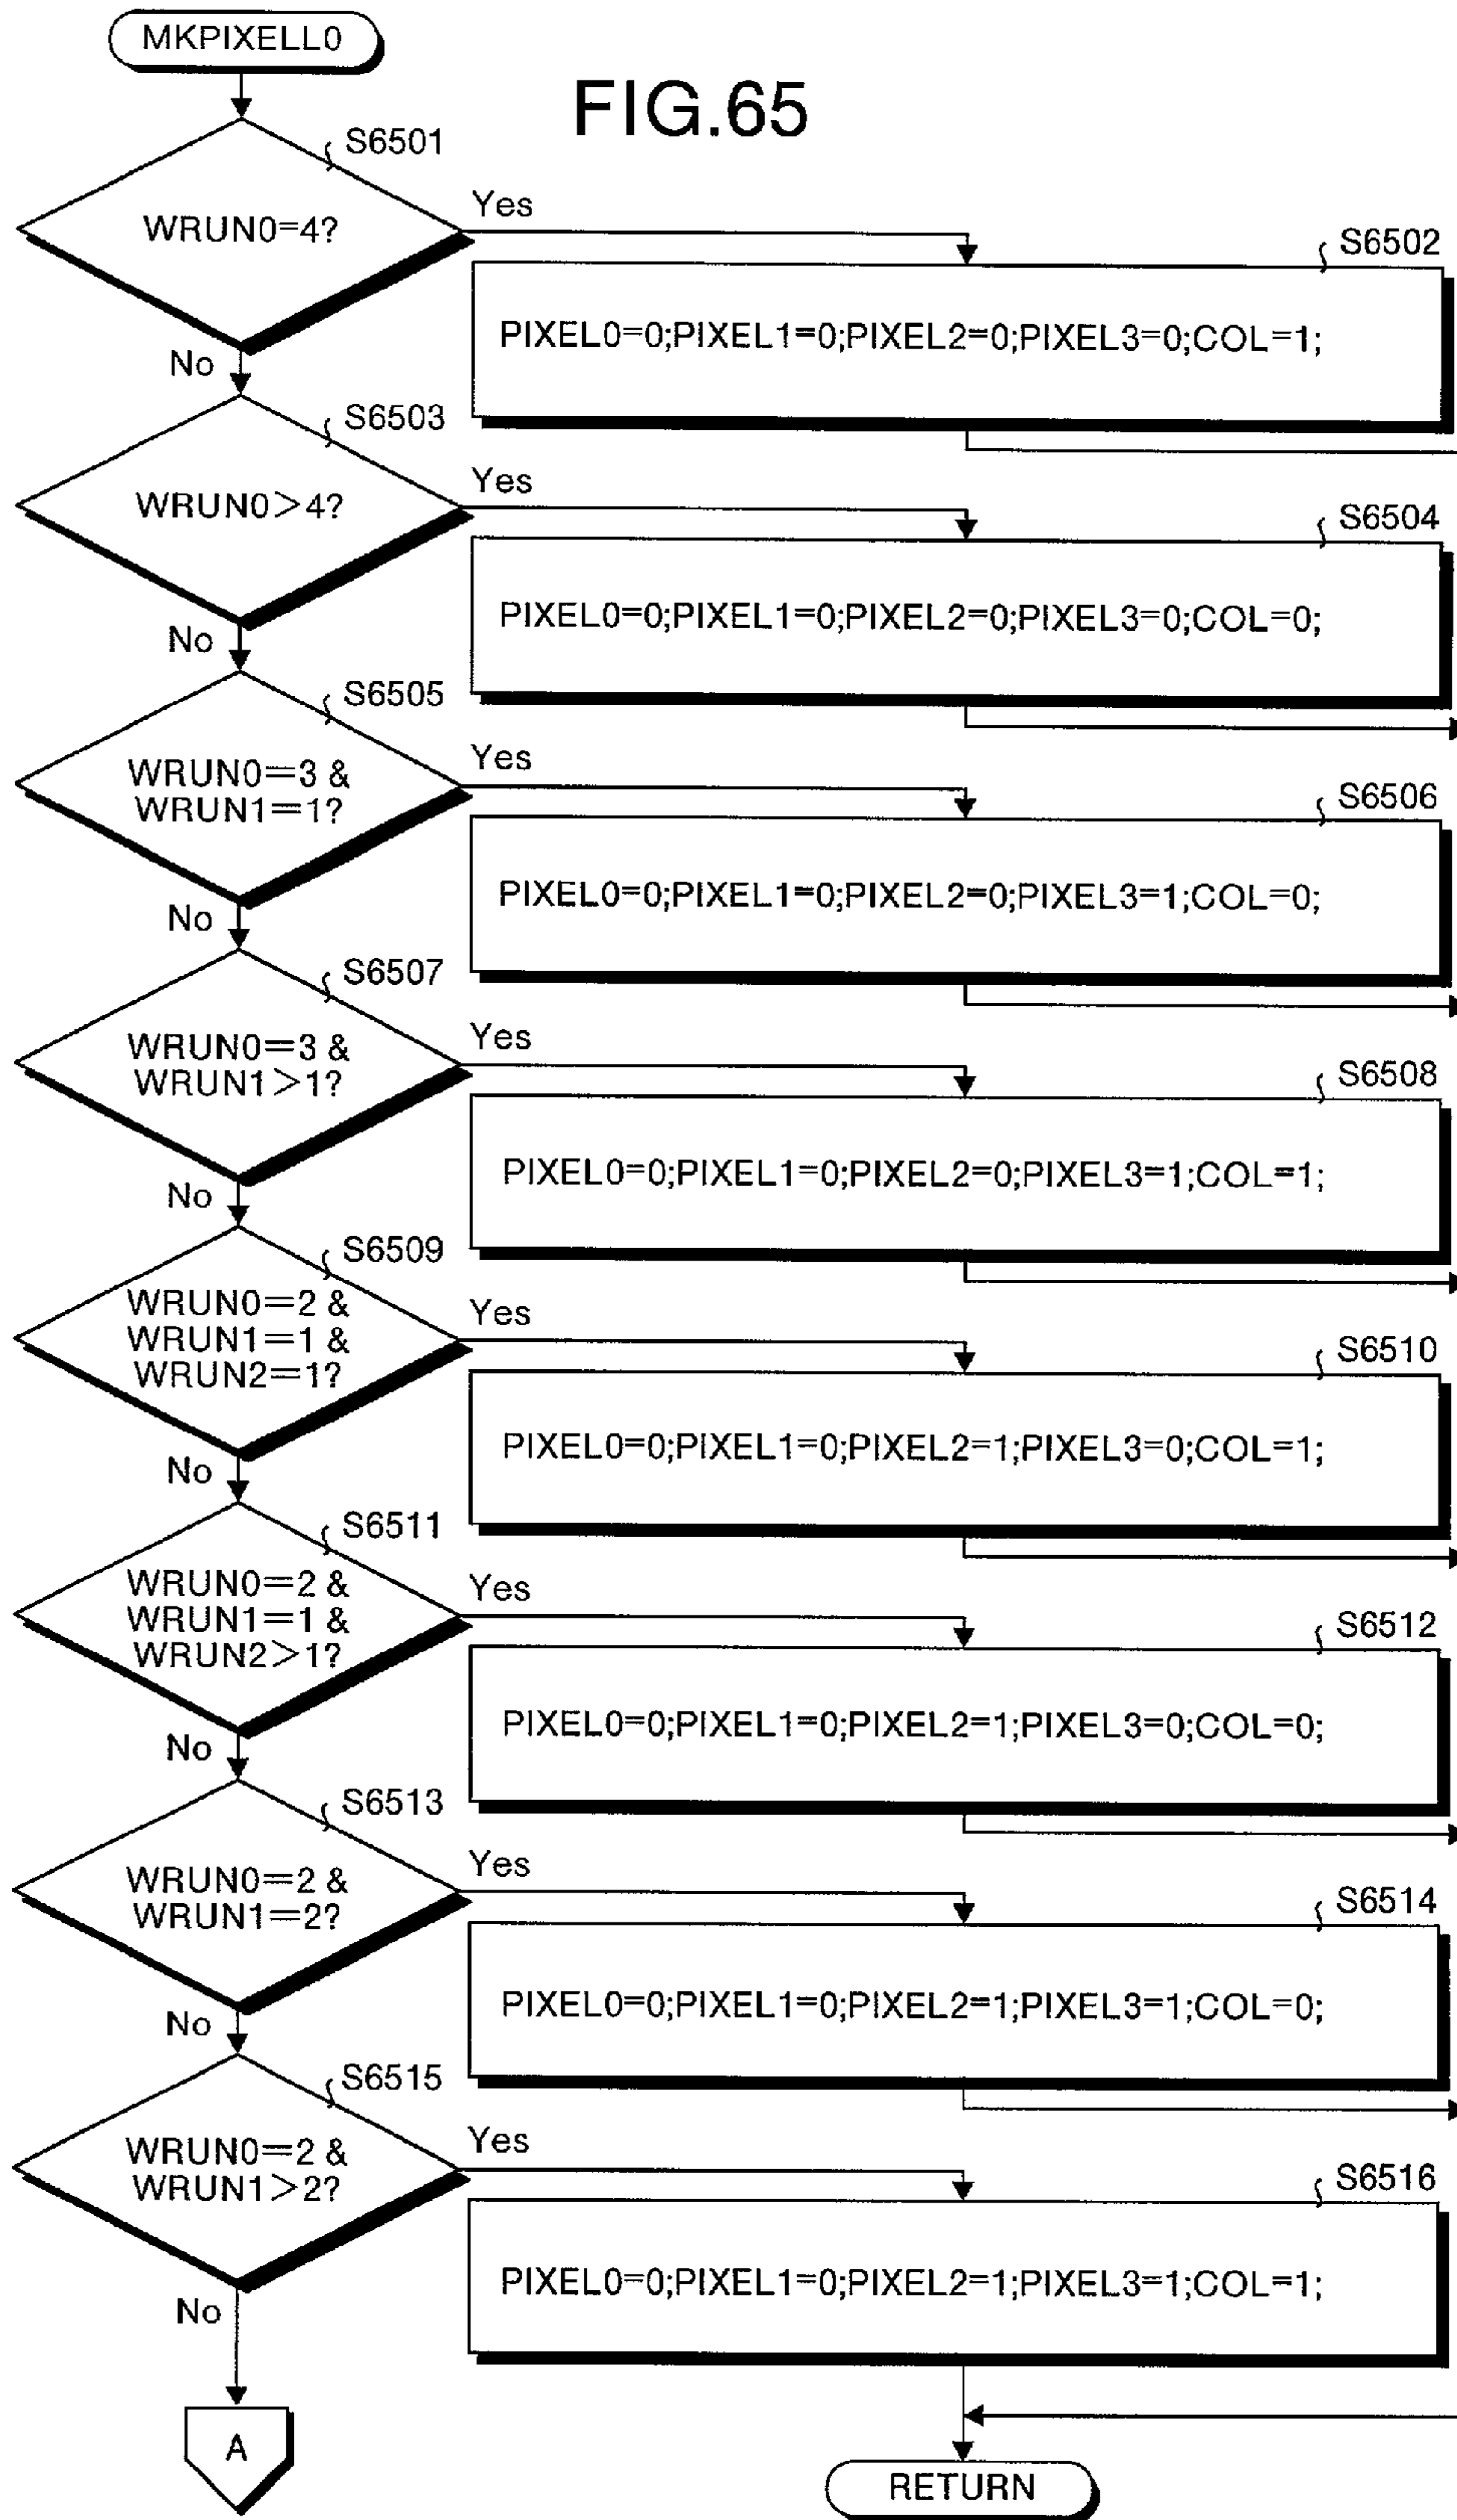 MKPIXELL0
FIG.65
S6501
WRUN0=4?
Yes
No
S6502
PIXEL0=0;PIXEL1=0;PIXEL2=0;PIXEL3=0;COL=1;
S6503
WRUN0>4?
Yes
No
S6504
PIXEL0=0;PIXEL1=0;PIXEL2=0;PIXEL3=0;COL=0;
S6505
WRUN0=3 &
WRUN1=1?
Yes
No
S6506
PIXEL0=0;PIXEL1=0;PIXEL2=0;PIXEL3=1;COL=0;
S6507
WRUN0=3 &
WRUN1>1?
Yes
No
S6508
PIXEL0=0;PIXEL1=0;PIXEL2=0;PIXEL3=1;COL=1;
S6509
WRUN0=2 &
WRUN1=1 &
WRUN2=1?
Yes
No
S6510
PIXEL0=0;PIXEL1=0;PIXEL2=1;PIXEL3=0;COL=1;
S6511
WRUN0=2 &
WRUN1=1 &
WRUN2>1?
Yes
No
S6512
PIXEL0=0;PIXEL1=0;PIXEL2=1;PIXEL3=0;COL=0;
S6513
WRUN0=2 &
WRUN1=2?
Yes
No
S6514
PIXEL0=0;PIXEL1=0;PIXEL2=1;PIXEL3=1;COL=0;
S6515
WRUN0=2 &
WRUN1>2?
Yes
No
S6516
PIXEL0=0;PIXEL1=0;PIXEL2=1;PIXEL3=1;COL=1;
A
RETURN